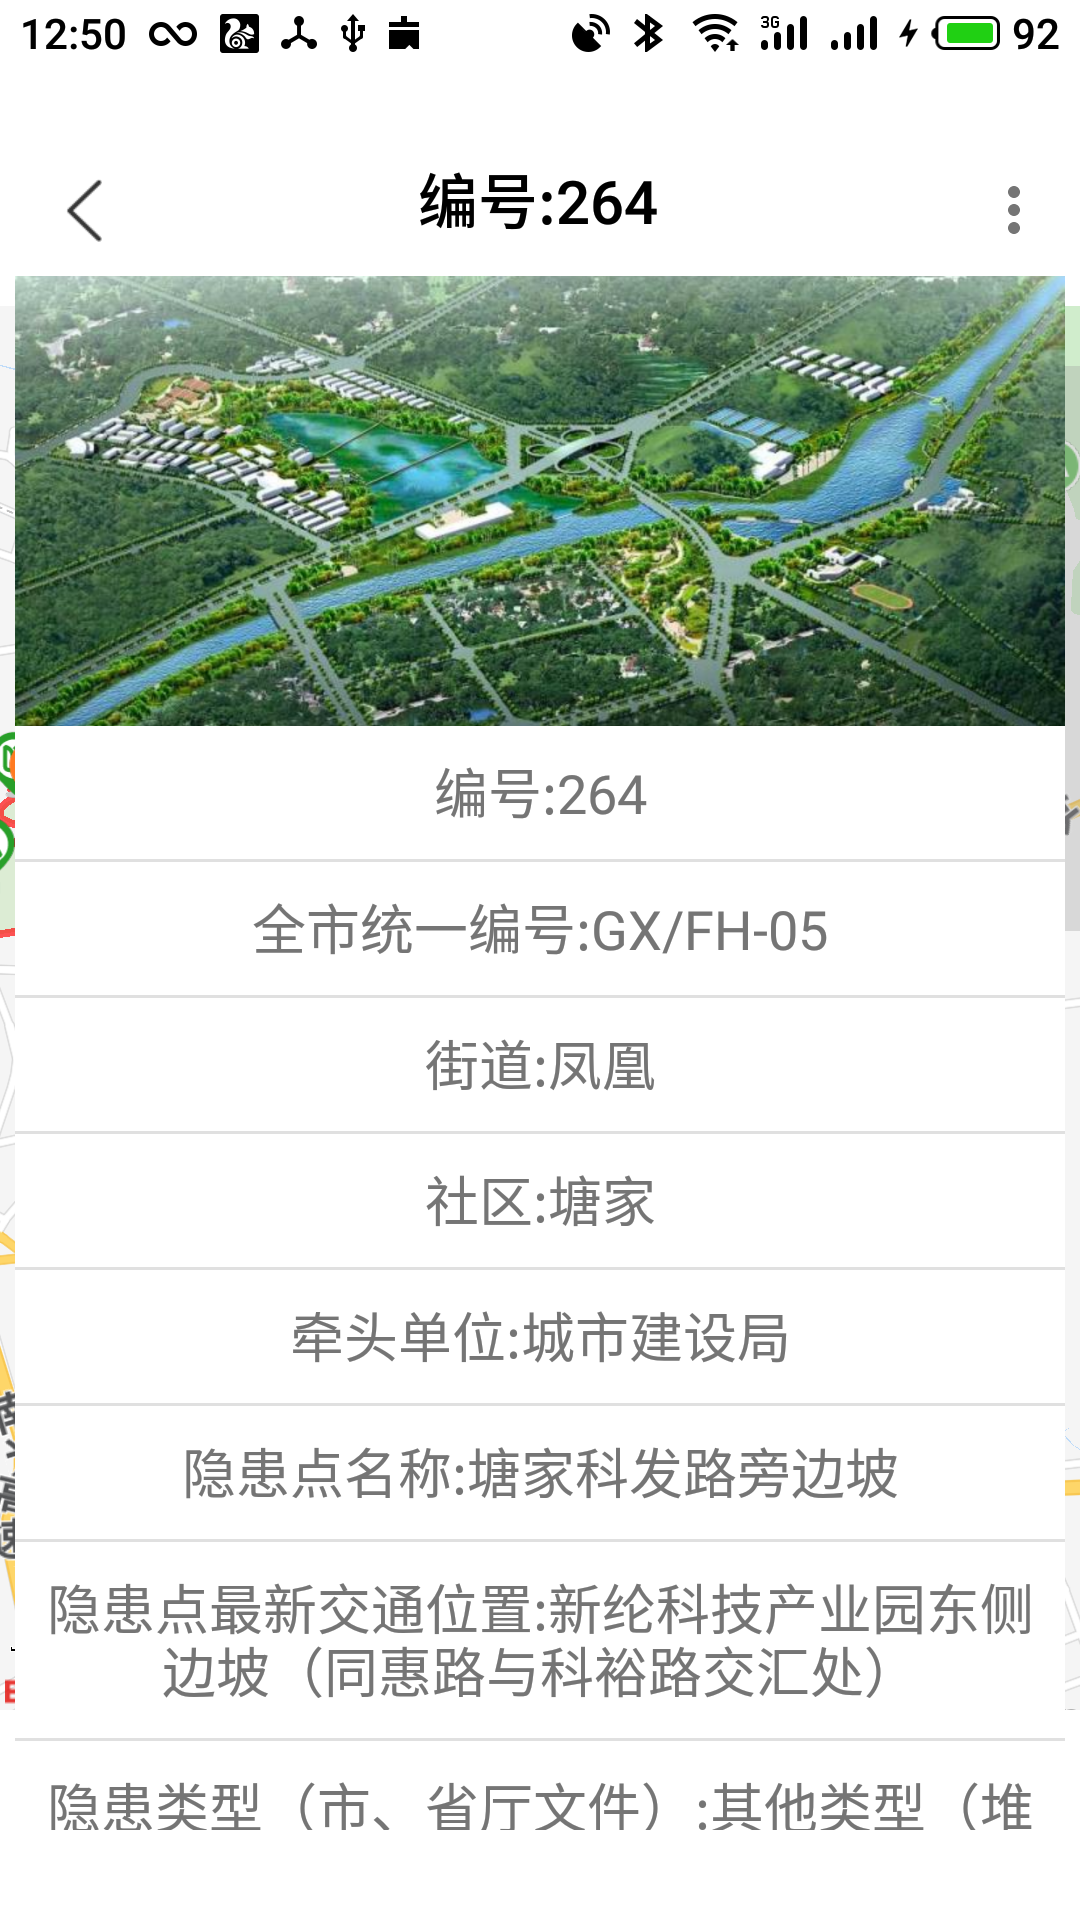 12:50
3G
92
编号:264
编号:264
全市统一编号:GX/FH-05
街道:凤凰
社区:塘家
牵头单位:城市建设局
隐患点名称:塘家科发路旁边坡
隐患点最新交通位置:新纶科技产业园东侧
边坡（同惠路与科裕路交汇处）
隐患类型（市、省厅文件）:其他类型（堆